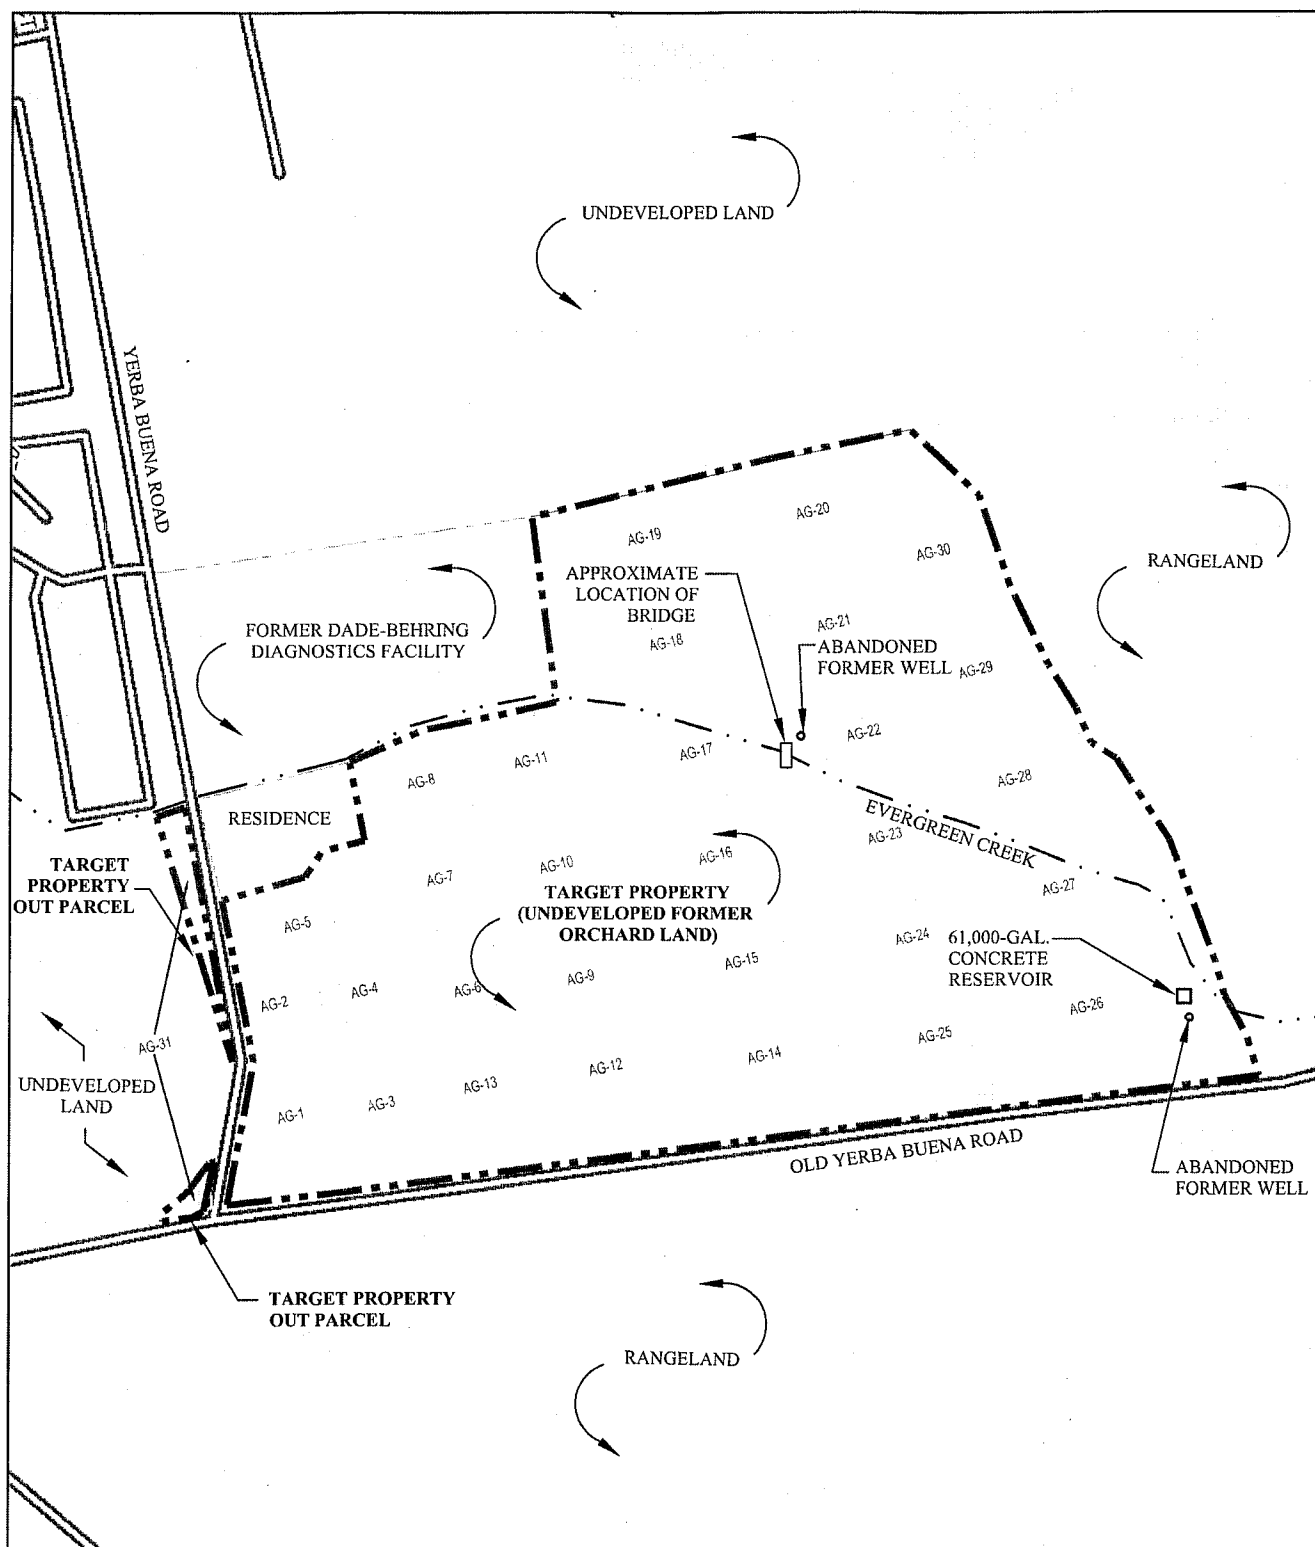 UNDEVELOPED LAND
YERBA BUENA ROAD
AG-20
AG-19
AG-30
RANGELAND
APPROXIMATE
LOCATION OF
BRIDGE
AG-21
FORMER DADE-BEHRING
DIAGNOSTICS FACILITY
AG-18
ABANDONED
FORMER WELL
AG-29
AG-22
AG-17
AG-11
AG-8
AG-28
RESIDENCE
EVERGREEN CREEK
AG-23
TARGET
PROPERTY
OUT PARCEL
AG-7
AG-10
AG-16
AG-27
TARGET PROPERTY
(UNDEVELOPED FORMER
ORCHARD LAND)
AG-5
AG-24
61,000-GAL.
CONCRETE
RESERVOIR
AG-15
AG-9
AG-6
AG-4
AG-2
AG-26
AG-25
AG-31
AG-14
AG-12
AG-13
AG-3
AG-1
UNDEVELOPED
LAND
OLD YERBA BUENA ROAD
ABANDONED
FORMER WELL
TARGET PROPERTY
OUT PARCEL
RANGELAND